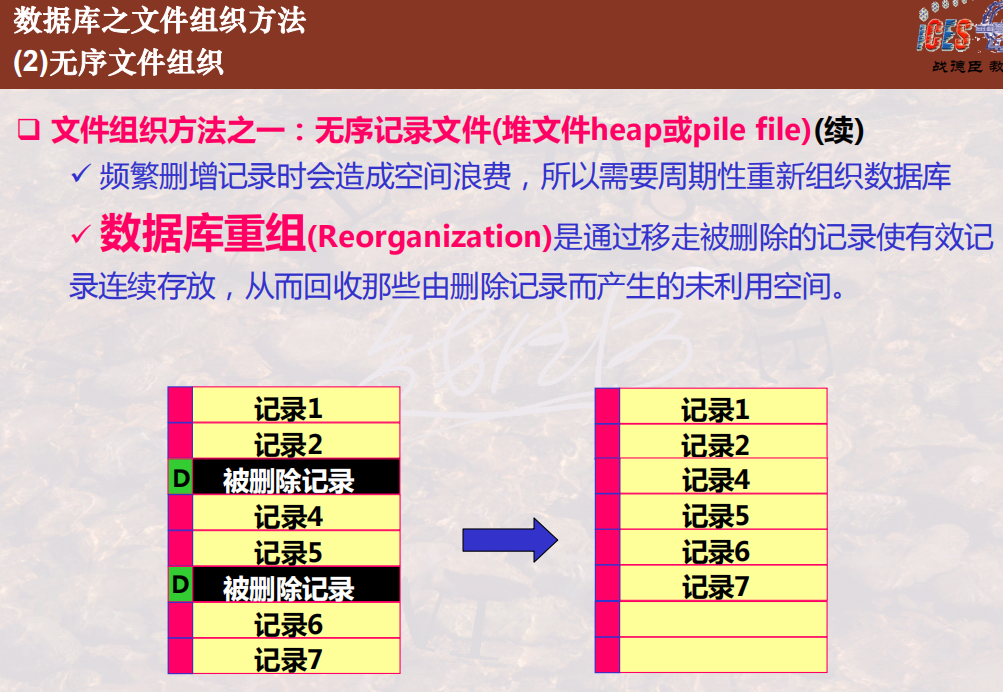 数据库之文件组织方法
(2)无序文件组织
ICES
战德臣 教
❑ 文件组织方法之一：无序记录文件(堆文件heap或pile file)(续)
✓ 频繁删增记录时会造成空间浪费，所以需要周期性重新组织数据库
✓ 数据库重组(Reorganization)是通过移走被删除的记录使有效记
录连续存放，从而回收那些由删除记录而产生的未利用空间。
记录1
记录2
D 被删除记录
记录4
记录5
D 被删除记录
记录6
记录7
记录1
记录2
记录4
记录5
记录6
记录7